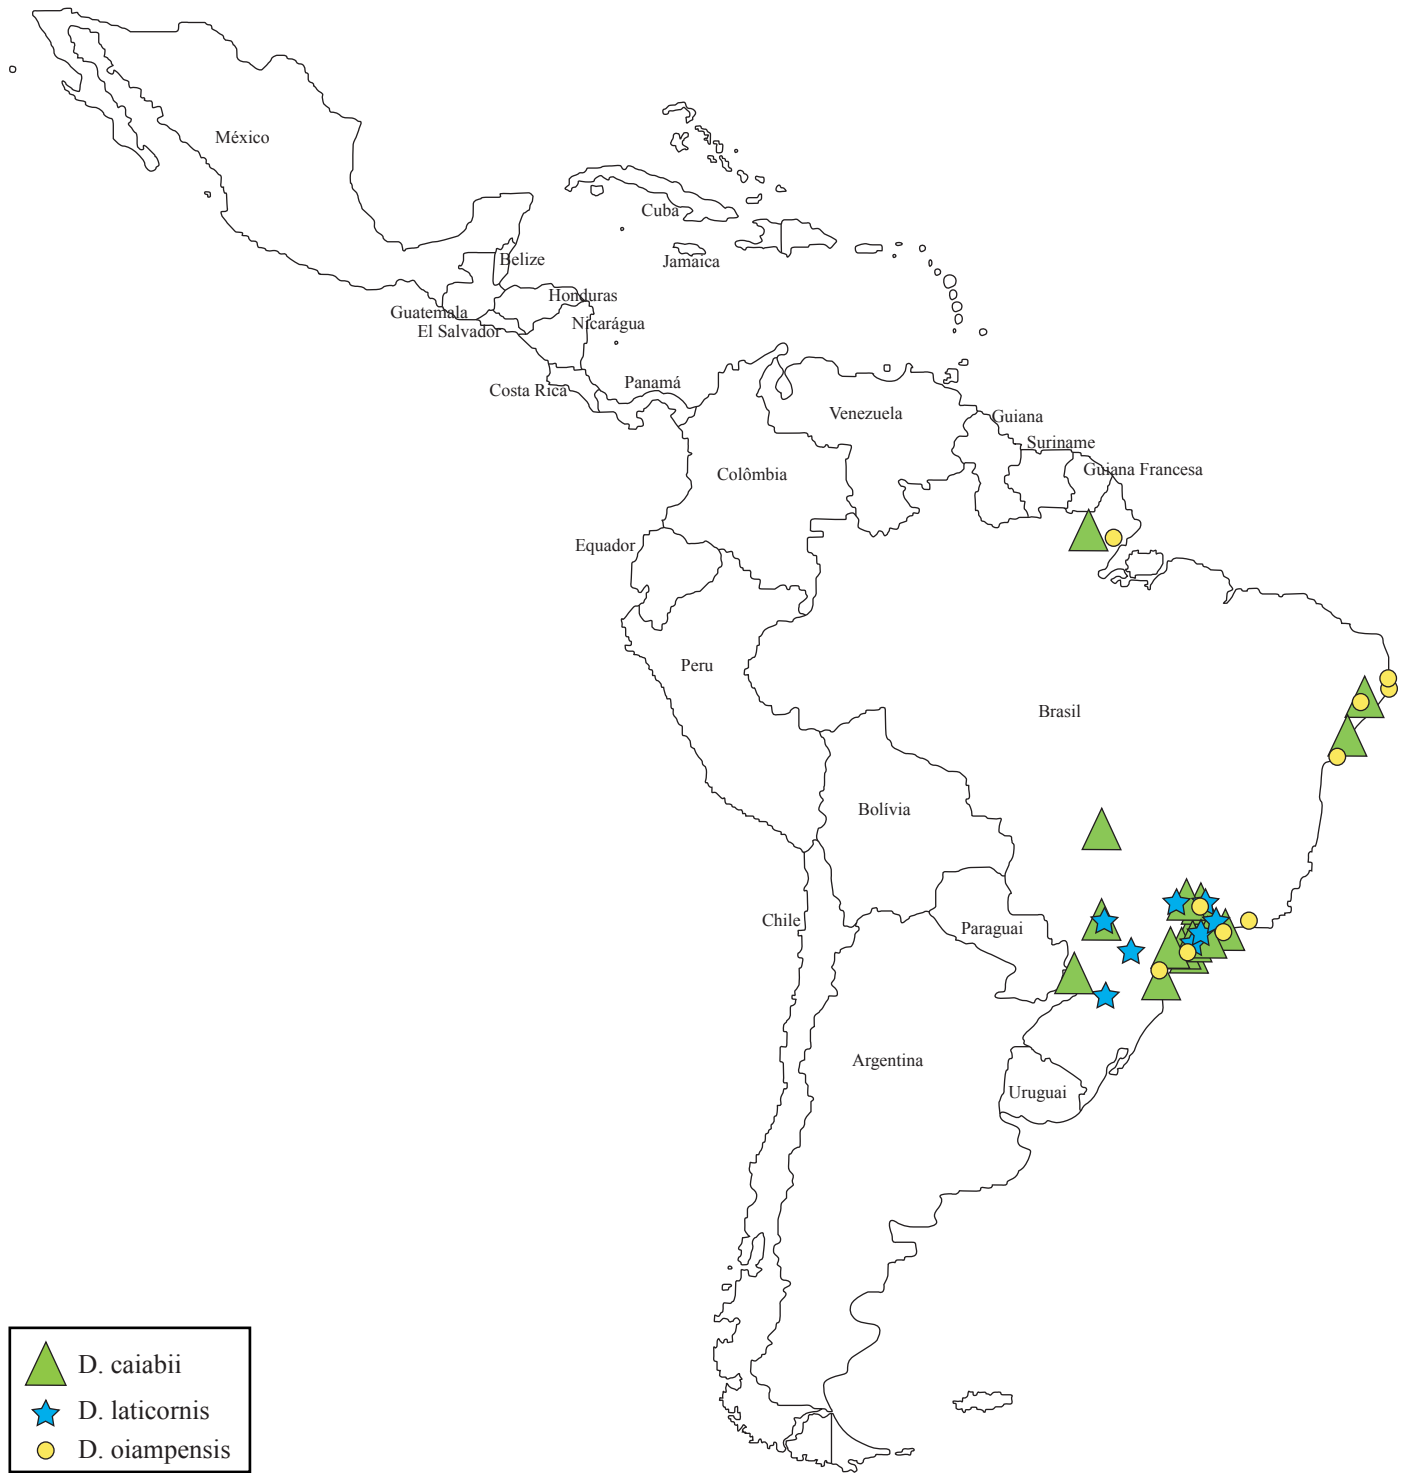 México
Cuba
Jamaica
Belize
Honduras
Guatemala
El Salvador
Nicarágua
Costa Rica
Panamá
Venezuela
Guiana
Suriname
Guiana Francesa
Colômbia
Equador
Peru
Brasil
Bolívia
Chile
Paraguai
Argentina
Uruguai
D. caiabii
D. laticornis
D. oiampensis